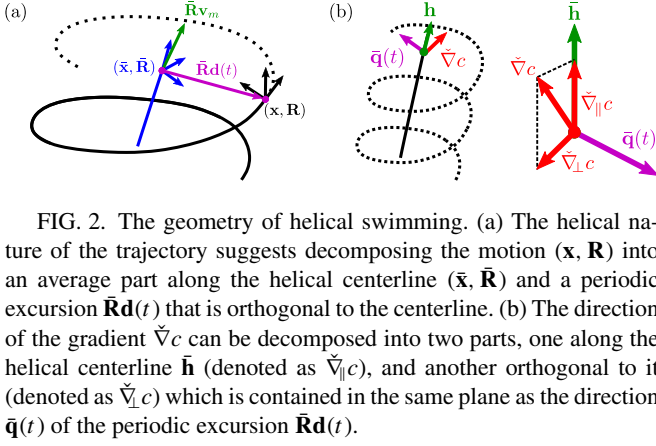 (a)
R̄v_m
(x̄, R̄)
R̄d(t)
(x, R)
(b)
h
q̄(t)
∇̌c
h̄
∇̌c
∇̌_∥c
q̄(t)
∇̌_⊥c
FIG. 2. The geometry of helical swimming. (a) The helical na-
ture of the trajectory suggests decomposing the motion (x, R) into
an average part along the helical centerline (x̄, R̄) and a periodic
excursion R̄d(t) that is orthogonal to the centerline. (b) The direction
of the gradient ∇̌c can be decomposed into two parts, one along the
helical centerline h̄ (denoted as ∇̌_∥c), and another orthogonal to it
(denoted as ∇̌_⊥c) which is contained in the same plane as the direction
q̄(t) of the periodic excursion R̄d(t).